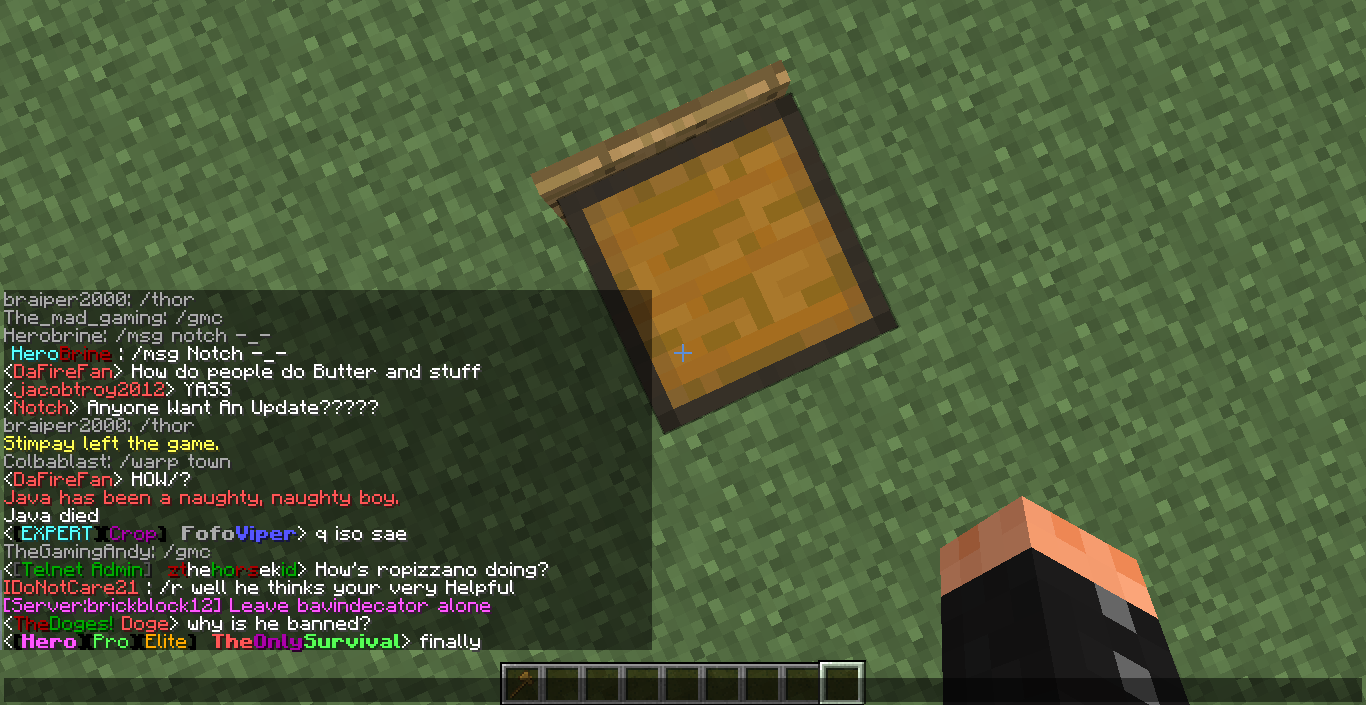 braiper2000: /thor
The_mad_gaming: /gmc
Herobrine: /msg notch -_-
HeroBrine : /msg Notch -_-
<DaFireFan> How do people do Butter and stuff
<jacobtroy2012> YASS
<Notch> Anyone Want An Update?????
braiper2000: /thor
Stimpay left the game.
Colbablast: /warp town
<DaFireFan> HOW/?
Java has been a naughty, naughty boy.
Java died
<[EXPERT][Crop] FofoViper> q iso sae
TheGamingAndy: /gmc
<[Telnet Admin] zthehorsekid> How's ropizzano doing?
IDoNotCare21 : /r well he thinks your very Helpful
[Server:brickblock12] Leave bavindecator alone
<TheDoges! Doge> why is he banned?
<[Hero][Pro][Elite] TheOnlySurvival> finally